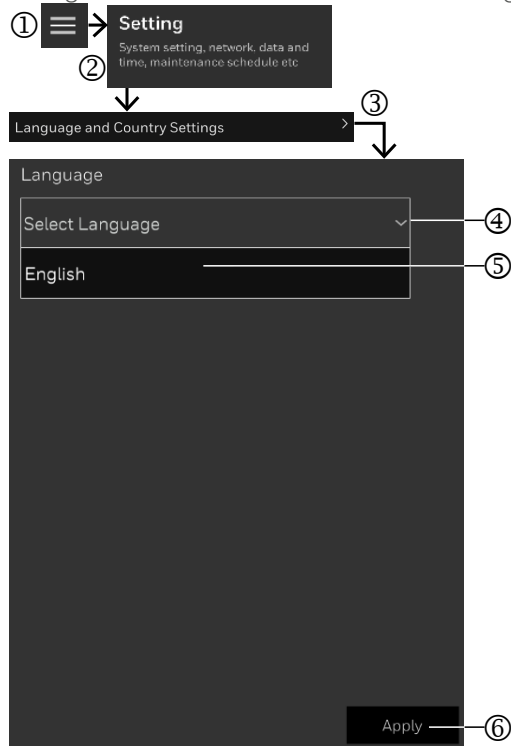 ①
Setting
System setting, network, data and
time, maintenance schedule etc
②
③
Language and Country Settings
Language
Select Language
④
English
⑤
Apply
⑥